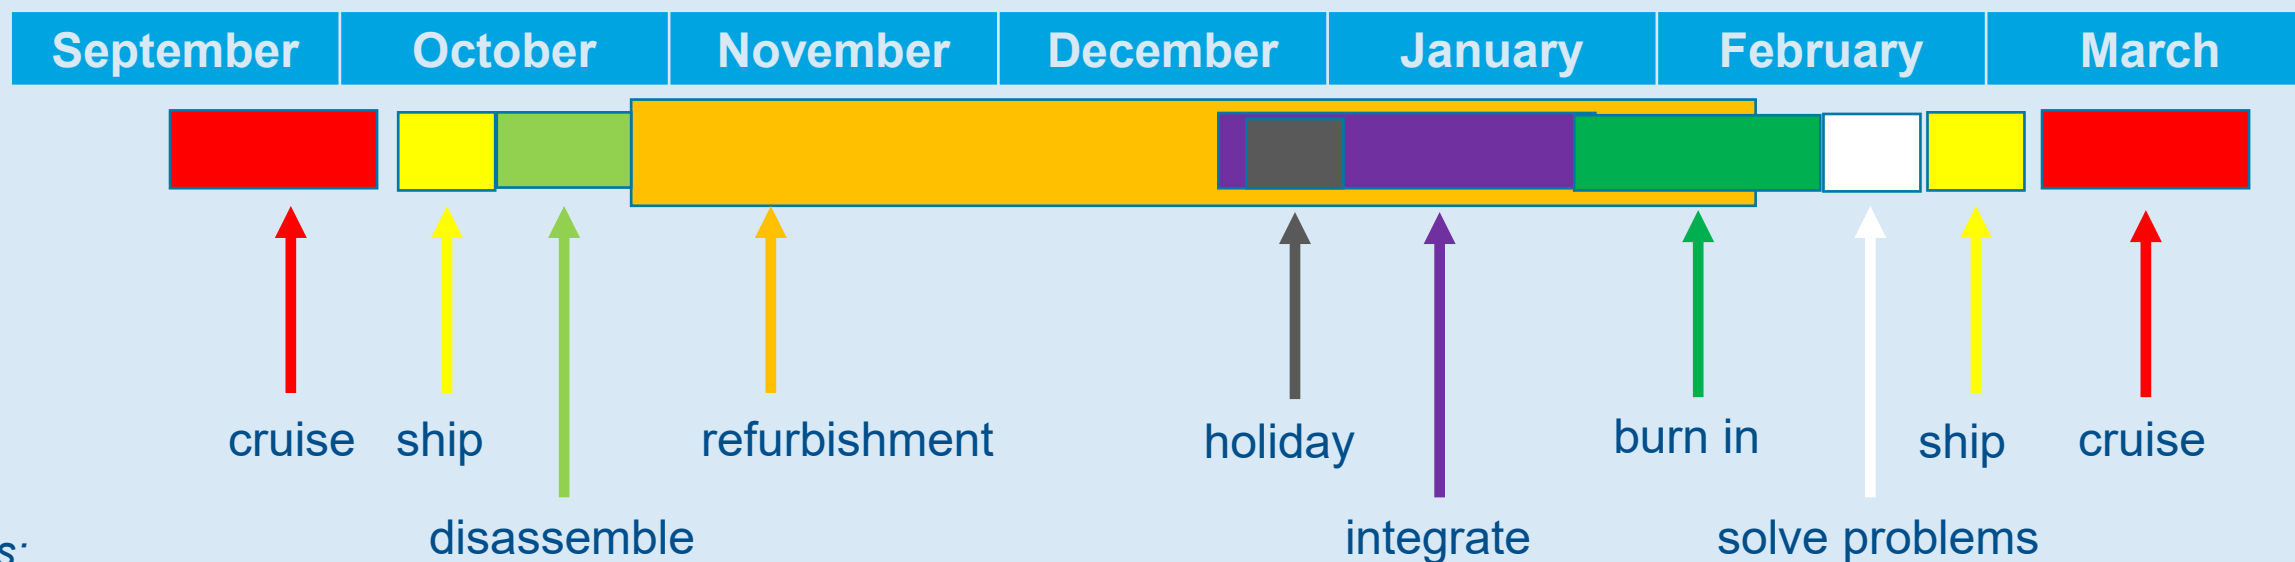 September October November December January February March
cruise ship refurbishment holiday burn in ship cruise
disassemble integrate solve problems
s: